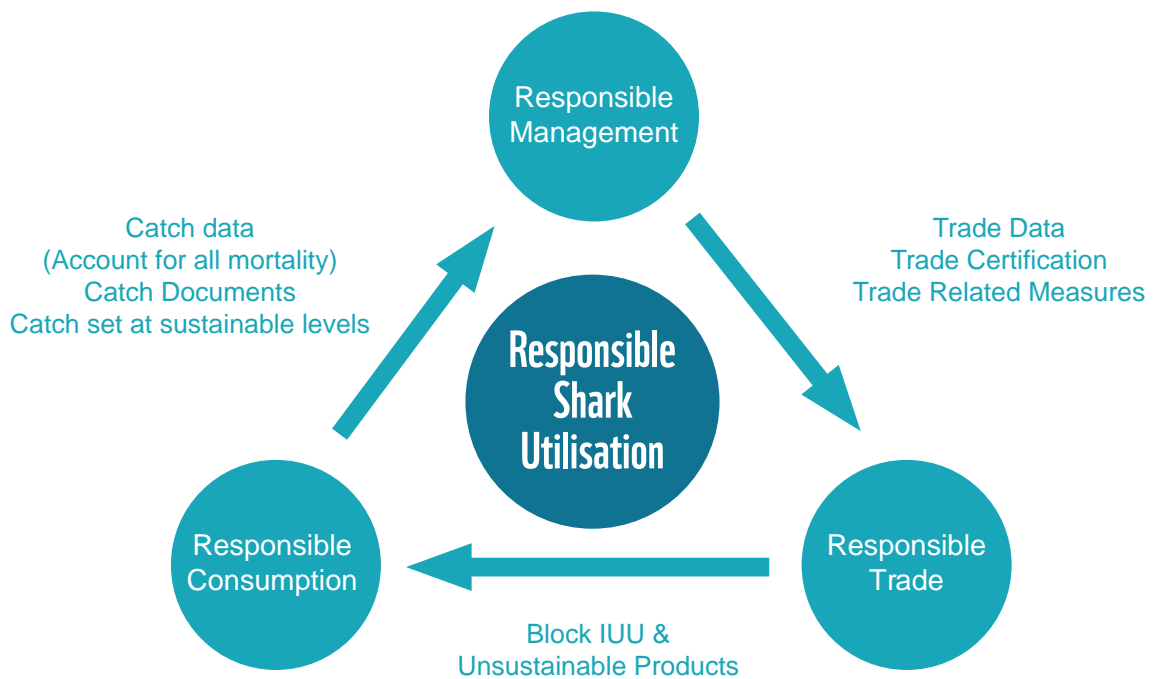 Responsible
Management
Catch data
(Account for all mortality)
Catch Documents
Catch set at sustainable levels
Trade Data
Trade Certification
Trade Related Measures
Responsible
Shark
Utilisation
Responsible
Consumption
Responsible
Trade
Block IUU &
Unsustainable Products